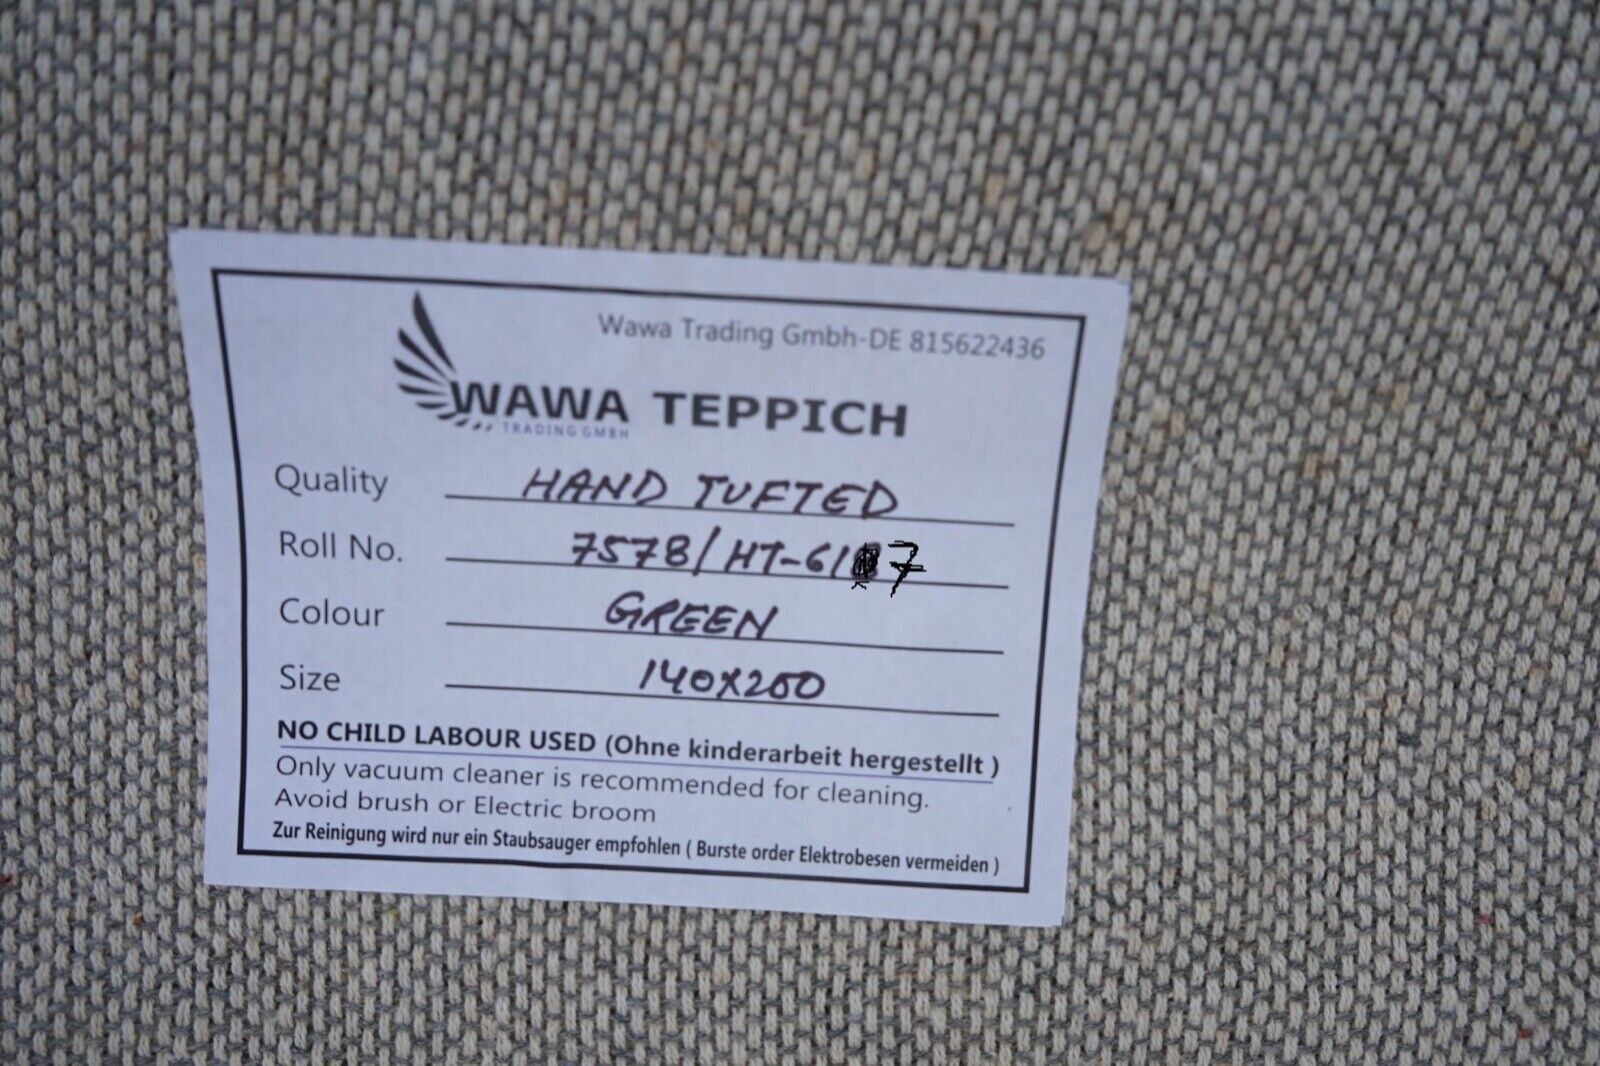 Wawa Trading Gmbh-DE 815622436
WAWA TEPPICH
TRADING GMBH
Quality HAND TUFTED
Roll No. 7578/HT-617
Colour GREEN
Size 140X200
NO CHILD LABOUR USED (Ohne kinderarbeit hergestellt )
Only vacuum cleaner is recommended for cleaning.
Avoid brush or Electric broom
Zur Reinigung wird nur ein Staubsauger empfohlen ( Burste order Elektrobesen vermeiden )